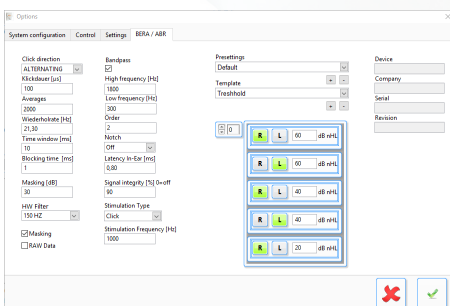 Options
System configuration Control Settings BERA / ABR
Click direction
ALTERNATING
Klickdauer [µs]
100
Averages
2000
Wiederholrate [Hz]
21,30
Time window [ms]
10
Blocking time [ms]
0
Masking [dB]
30
HW Filter
150 HZ
Masking
RAW Data
Bandpass
High frequency [Hz]
1800
Low frequency [Hz]
300
Order
2
Notch
Off
Latency In-Ear [ms]
0,80
Signal integrity [%] 0=off
90
Stimulation Type
Click
Stimulation Frequency [Hz]
1000
Presettings
Default
Template
+ -
Treshhold
+ -
0
R L 60 dB nHL
R L 60 dB nHL
R L 40 dB nHL
R L 40 dB nHL
R L 20 dB nHL
Device
Company
Serial
Revision